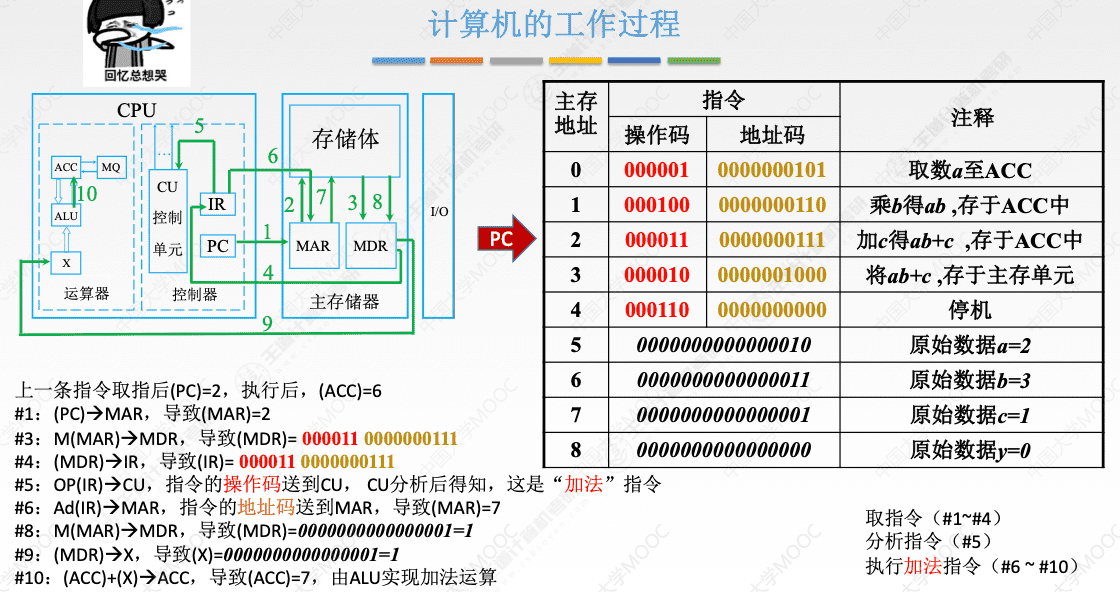 计算机的工作过程
回忆总想哭
CPU
ACC
MQ
10
ALU
X
运算器
5
...
CU
控制
单元
IR
PC
控制器
6
1
4
9
存储体
2
7
3
8
MAR
MDR
主存储器
I/O
PC
主存地址 指令 注释
操作码 地址码
0 000001 0000000101 取数a至ACC
1 000100 0000000110 乘b得ab ,存于ACC中
2 000011 0000000111 加c得ab+c ,存于ACC中
3 000010 0000001000 将ab+c ,存于主存单元
4 000110 0000000000 停机
5 0000000000000010 原始数据a=2
6 0000000000000011 原始数据b=3
7 0000000000000001 原始数据c=1
8 0000000000000000 原始数据y=0
上一条指令取指后(PC)=2，执行后，(ACC)=6
#1：(PC)→MAR，导致(MAR)=2
#3：M(MAR)→MDR，导致(MDR)= 000011 0000000111
#4：(MDR)→IR，导致(IR)= 000011 0000000111
#5：OP(IR)→CU，指令的操作码送到CU， CU分析后得知，这是“加法”指令
#6：Ad(IR)→MAR，指令的地址码送到MAR，导致(MAR)=7
#8：M(MAR)→MDR，导致(MDR)=0000000000000001=1
#9：(MDR)→X，导致(X)=0000000000000001=1
#10：(ACC)+(X)→ACC，导致(ACC)=7，由ALU实现加法运算
取指令（#1~#4）
分析指令（#5）
执行加法指令（#6 ~ #10）